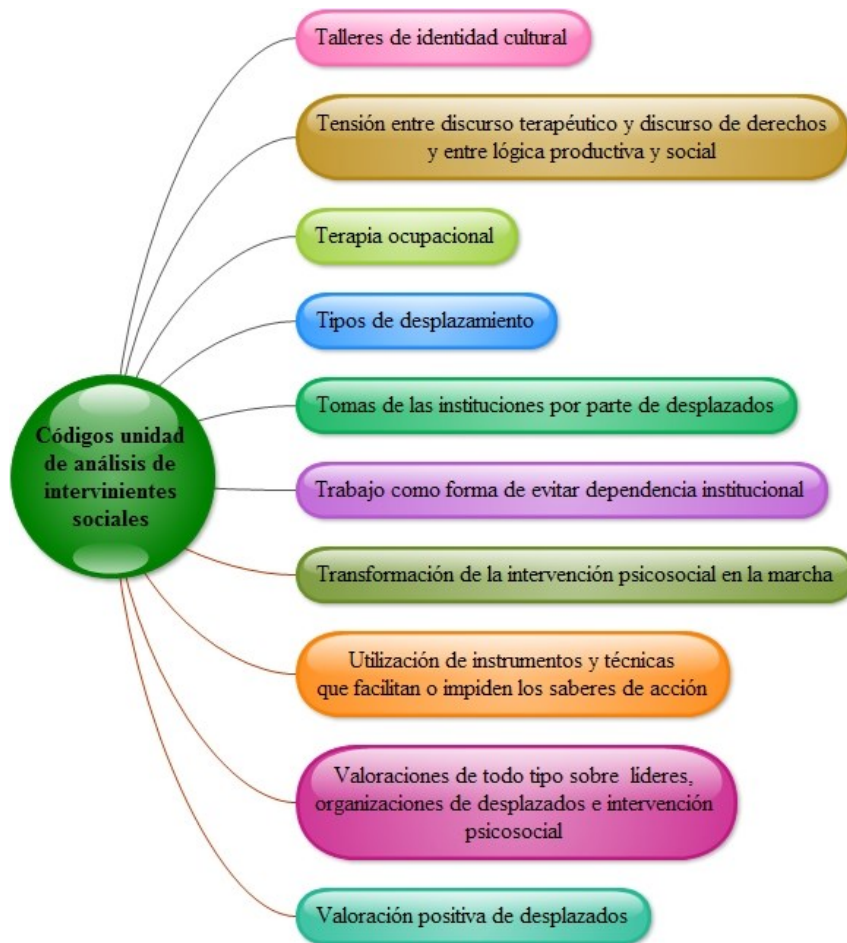 Talleres de identidad cultural
Tensión entre discurso terapéutico y discurso de derechos
y entre lógica productiva y social
Terapia ocupacional
Tipos de desplazamiento
Tomas de las instituciones por parte de desplazados
Códigos unidad
de análisis de
intervinientes
sociales
Trabajo como forma de evitar dependencia institucional
Transformación de la intervención psicosocial en la marcha
Utilización de instrumentos y técnicas
que facilitan o impiden los saberes de acción
Valoraciones de todo tipo sobre líderes,
organizaciones de desplazados e intervención
psicosocial
Valoración positiva de desplazados